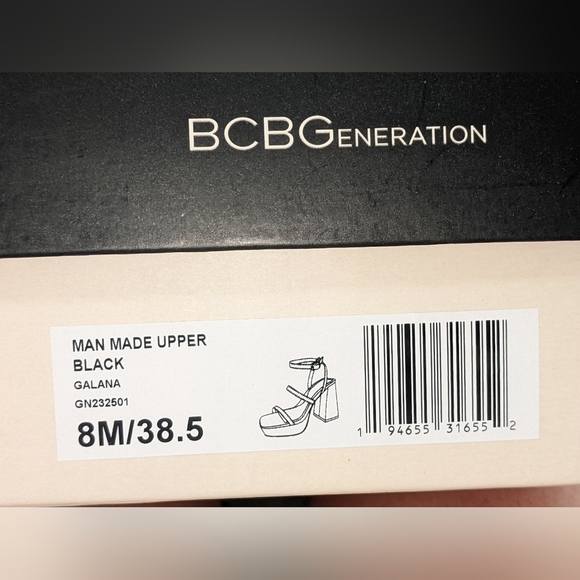 BCBGENERATION
MAN MADE UPPER
BLACK
GALANA
GN232501
8M/38.5
1 94655 31655 2